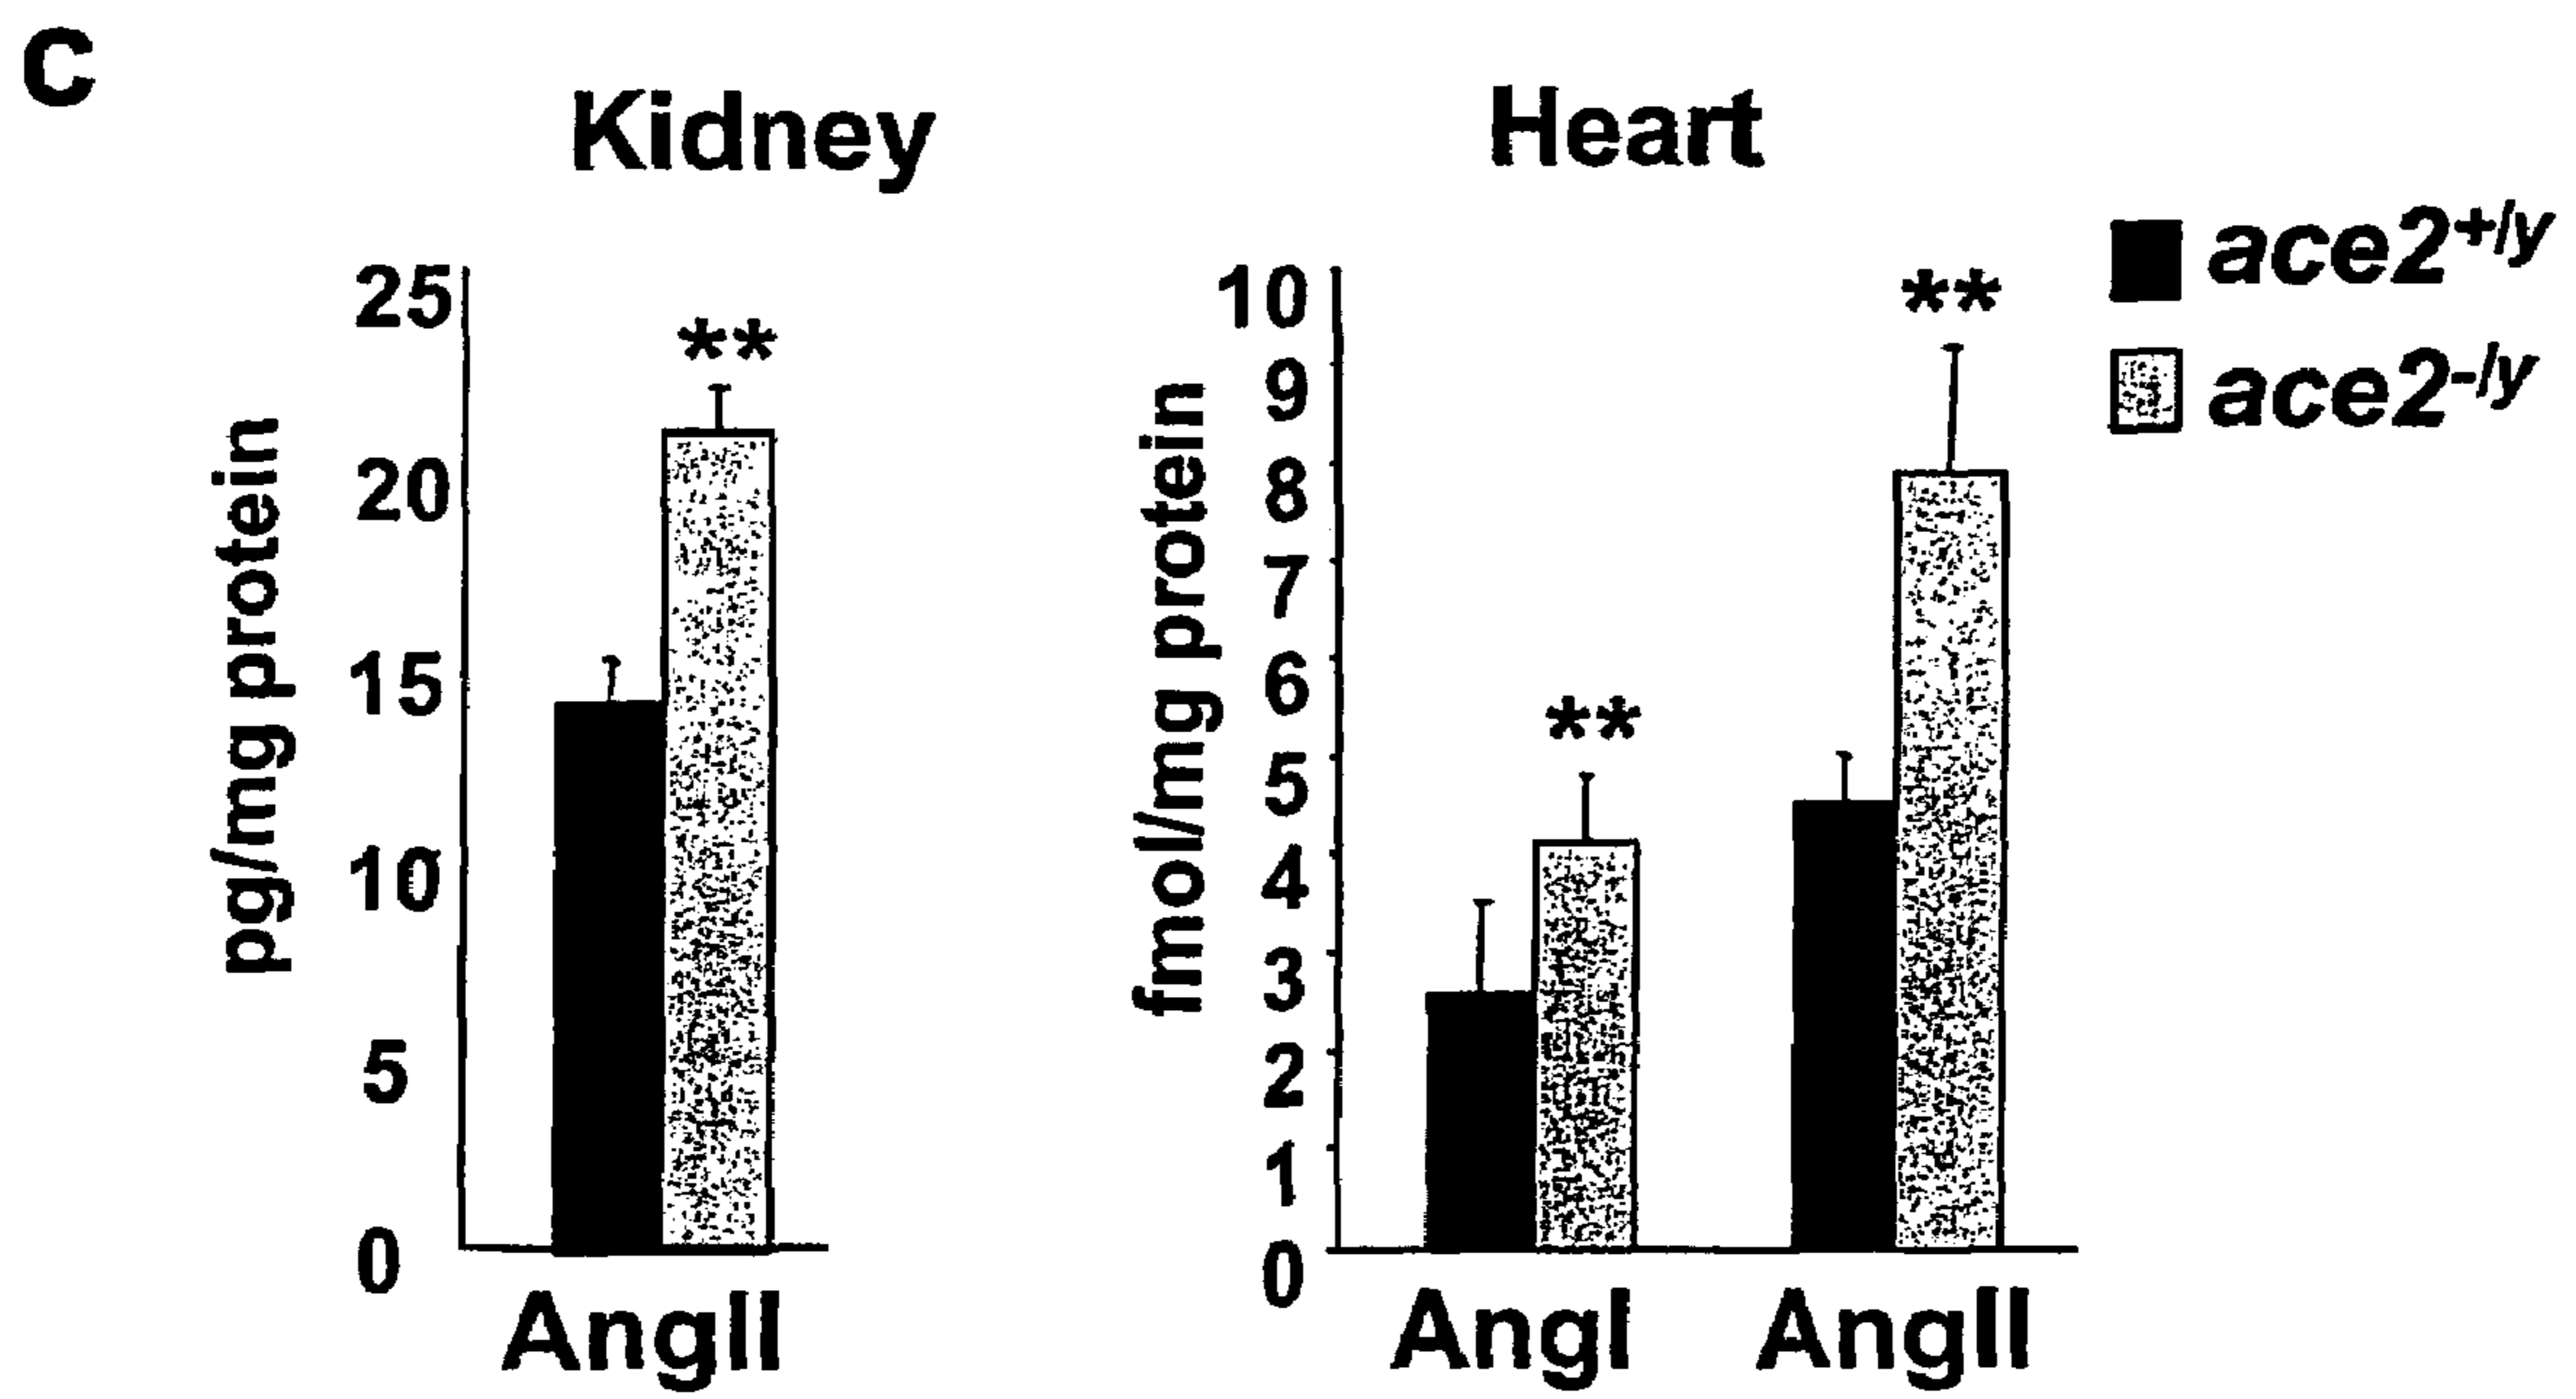 C
Kidney
Heart
ace2+/y
ace2-/y
**
**
**
pg/mg protein
25
20
15
10
5
0
AngII
fmol/mg protein
10
9
8
7
6
5
4
3
2
1
0
AngI
AngII